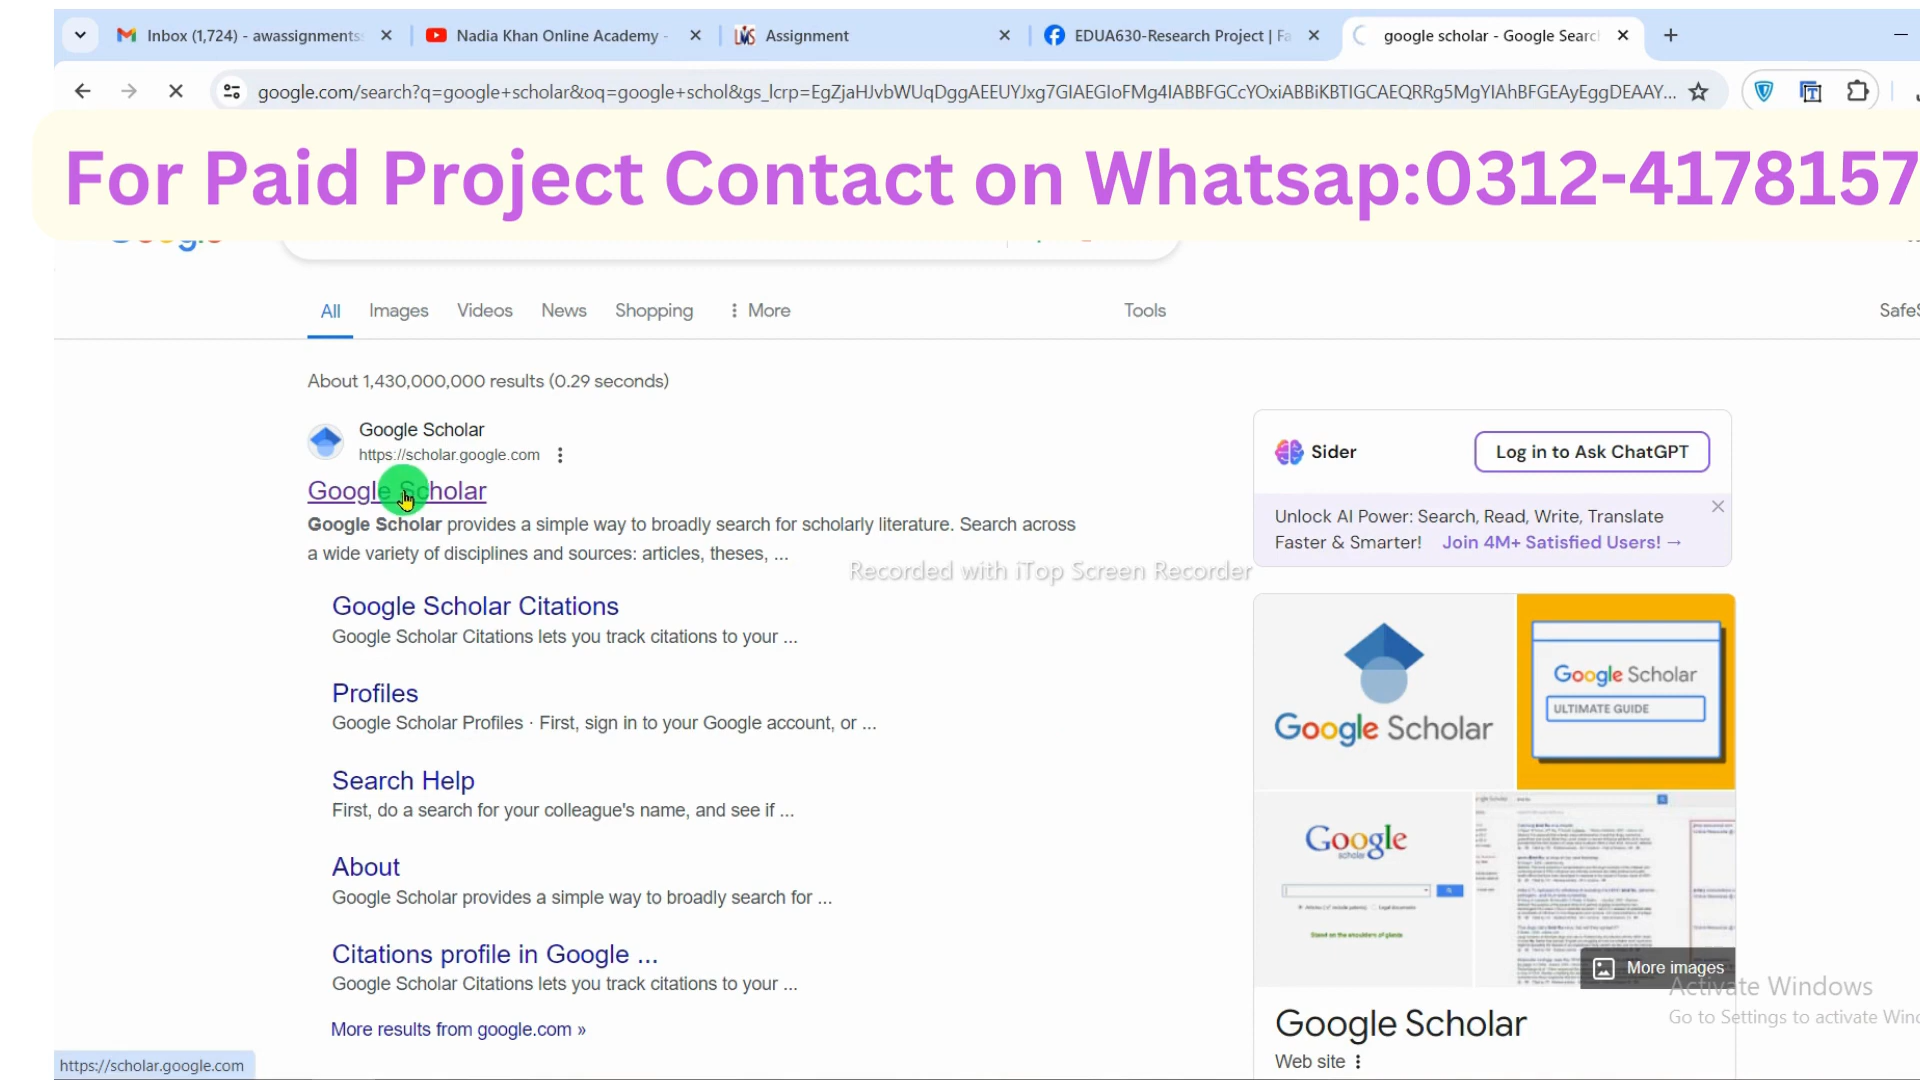 Inbox (1,724) - awassignments
Nadia Khan Online Academy -
LMS Assignment
EDUA630-Research Project | Fa
google scholar - Google Searc
google.com/search?q=google+scholar&oq=google+schol&gs_lcrp=
For Paid Project Contact on Whatsap:0312-4178157
All
Images
Videos
News
Shopping
More
Tools
SafeS
About 1,430,000,000 results (0.29 seconds)
Google Scholar
https://scholar.google.com
Google Scholar
Google Scholar provides a simple way to broadly search for scholarly literature. Search across
a wide variety of disciplines and sources: articles, theses, ...
Google Scholar Citations
Google Scholar Citations lets you track citations to your ...
Profiles
Google Scholar Profiles · First, sign in to your Google account, or ...
Search Help
First, do a search for your colleague's name, and see if ...
About
Google Scholar provides a simple way to broadly search for ...
Citations profile in Google ...
Google Scholar Citations lets you track citations to your ...
More results from google.com »
https://scholar.google.com
Recorded with iTop Screen Recorder
Sider
Log in to Ask ChatGPT
Unlock AI Power: Search, Read, Write, Translate
Faster & Smarter! Join 4M+ Satisfied Users! →
Google Scholar
Google Scholar
ULTIMATE GUIDE
Google
scholar
More images
Google Scholar
Web site
Activate Windows
Go to Settings to activate Wind